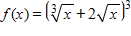 f(x) = (∛x + 2√x)³